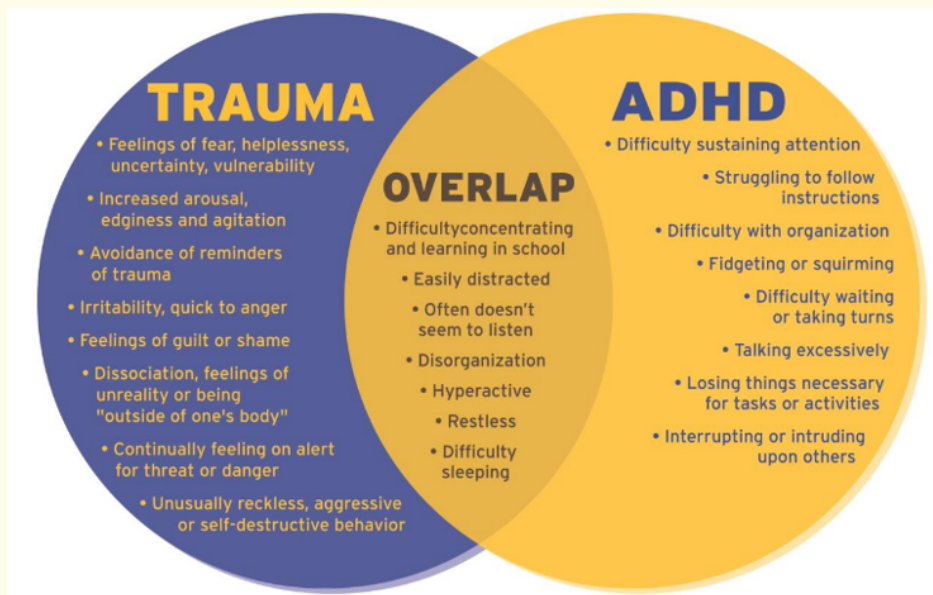 TRAUMA
• Feelings of fear, helplessness,
uncertainty, vulnerability
• Increased arousal,
edginess and agitation
• Avoidance of reminders
of trauma
• Irritability, quick to anger
• Feelings of guilt or shame
• Dissociation, feelings of
unreality or being
"outside of one's body"
• Continually feeling on alert
for threat or danger
• Unusually reckless, aggressive
or self-destructive behavior
OVERLAP
• Difficultyconcentrating
and learning in school
• Easily distracted
• Often doesn't
seem to listen
• Disorganization
• Hyperactive
• Restless
• Difficulty
sleeping
ADHD
• Difficulty sustaining attention
• Struggling to follow
instructions
• Difficulty with organization
• Fidgeting or squirming
• Difficulty waiting
or taking turns
• Talking excessively
• Losing things necessary
for tasks or activities
• Interrupting or intruding
upon others